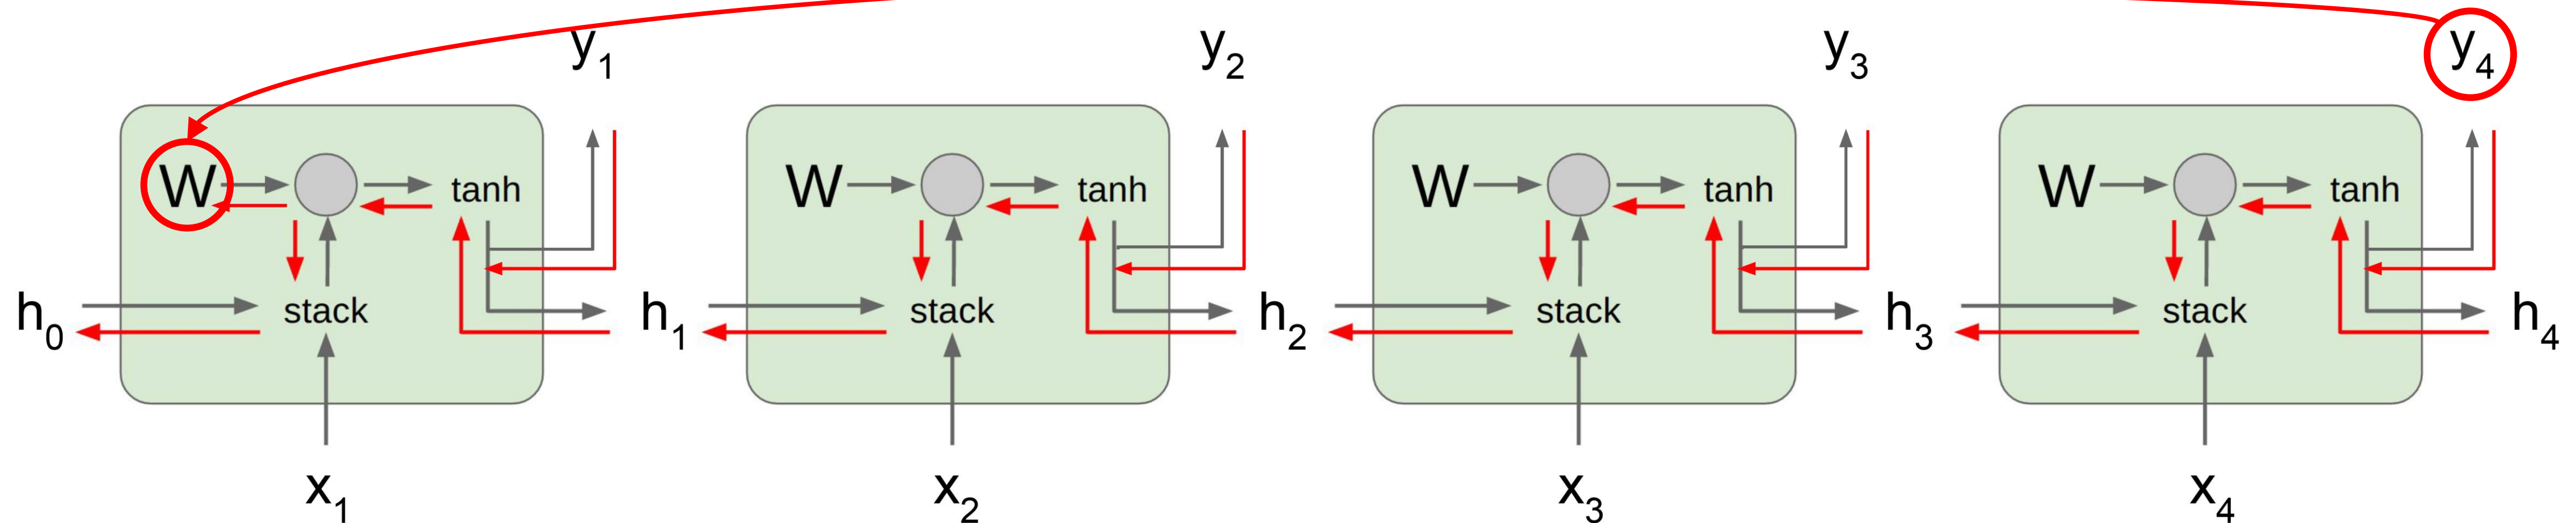 y1 y2 y3 y4
W tanh W tanh W tanh W tanh
h0 stack h1 stack h2 stack h3 stack h4
x1 x2 x3 x4